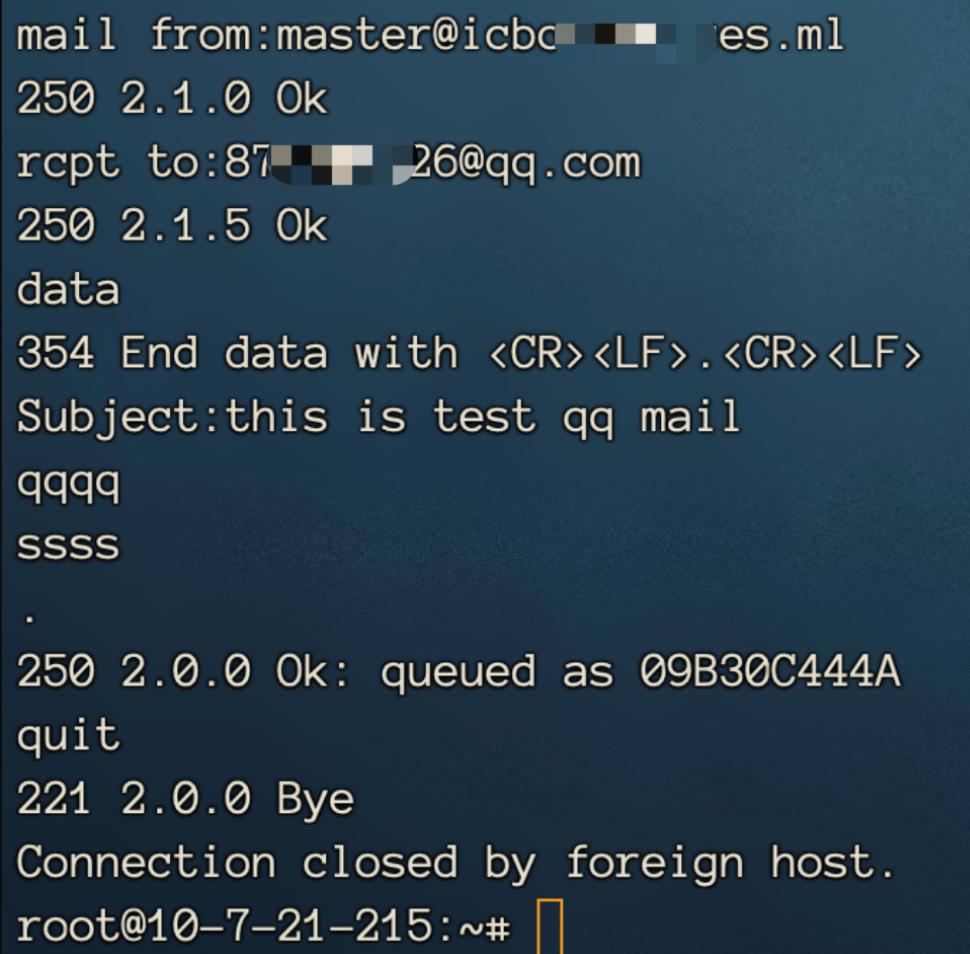 mail from:master@icbc es.ml
250 2.1.0 Ok
rcpt to:87 26@qq.com
250 2.1.5 Ok
data
354 End data with <CR><LF>.<CR><LF>
Subject:this is test qq mail
qqqq
ssss
.
250 2.0.0 Ok: queued as 09B30C444A
quit
221 2.0.0 Bye
Connection closed by foreign host.
root@10-7-21-215:~#